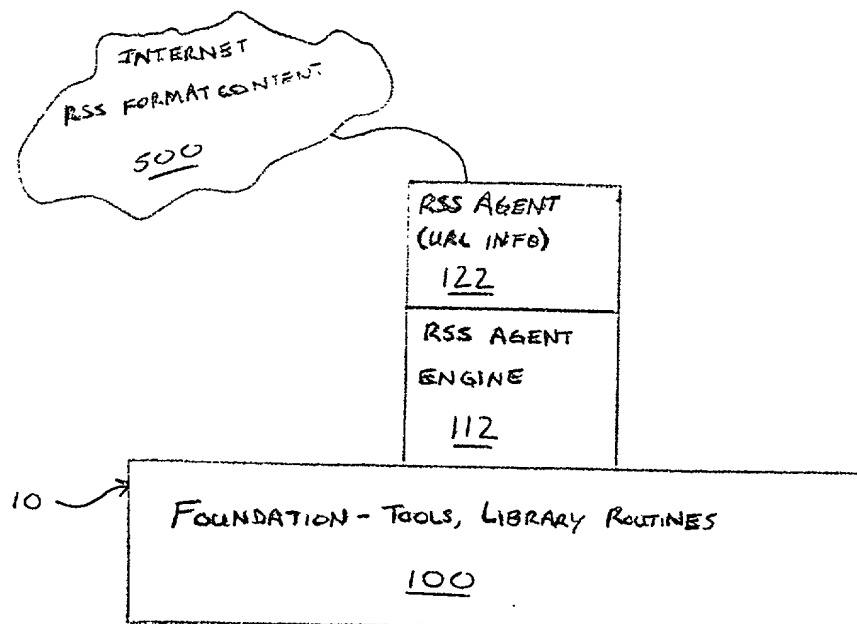 INTERNET
RSS FORMAT CONTENT
500
RSS AGENT
(URL INFO)
122
RSS AGENT
ENGINE
112
10
FOUNDATION - TOOLS, LIBRARY ROUTINES
100